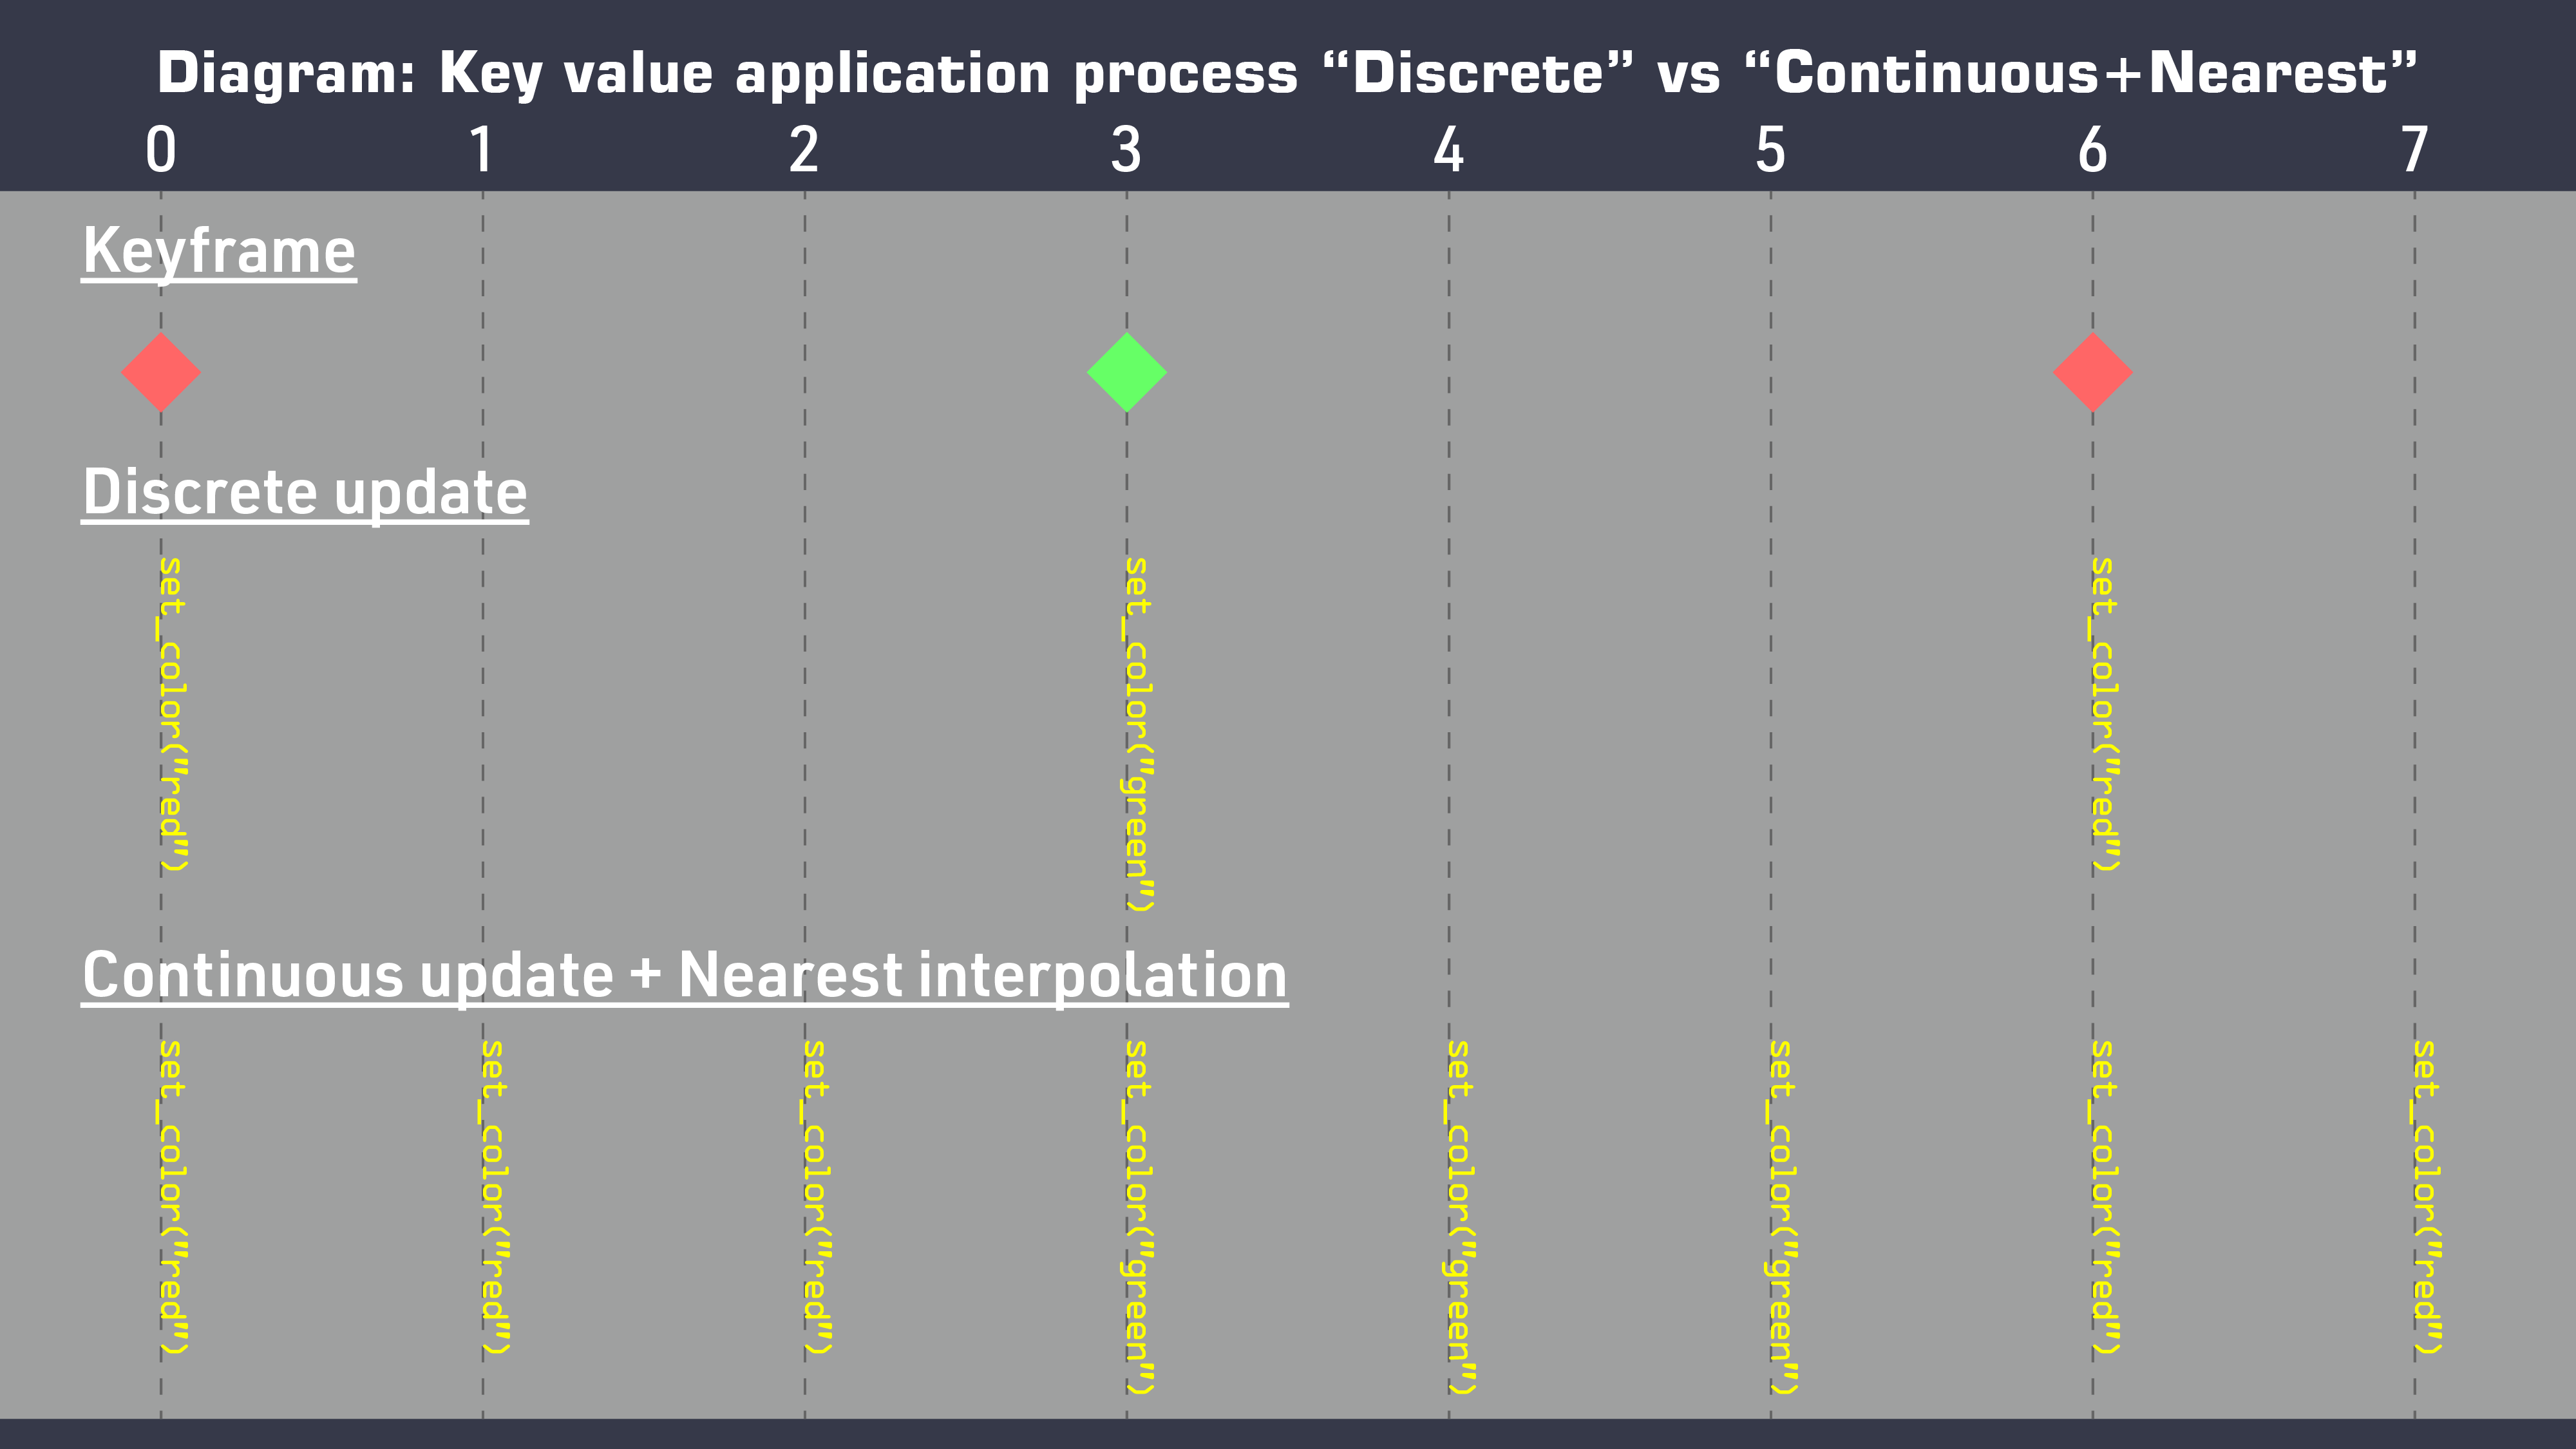 Diagram: Key value application process “Discrete” vs “Continuous+Nearest”
0 1 2 3 4 5 6 7
Keyframe
Discrete update
set_color("red")
set_color("green")
set_color("red")
Continuous update + Nearest interpolation
set_color("red")
set_color("red")
set_color("red")
set_color("green")
set_color("green")
set_color("green")
set_color("red")
set_color("red")